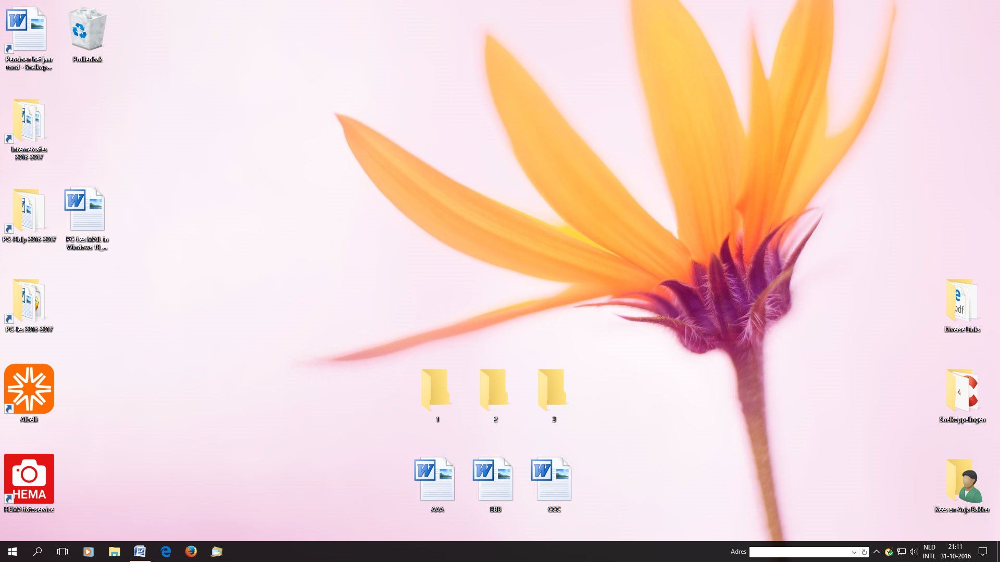 Pensioen het jaar
rond - Snelkop...
Prullenbak
Internetcafes
2016-2017
PC-Hulp 2016-2017
PC-Les MAIL in
Windows 10_...
PC-les 2016-2017
Albelli
HEMA
HEMA fotoservice
1
2
3
AAA
BBB
CCC
pdf
Diverse Links
Snelkoppelingen
Kees en Anja Bakker
Adres
NLD
INTL
21:11
31-10-2016